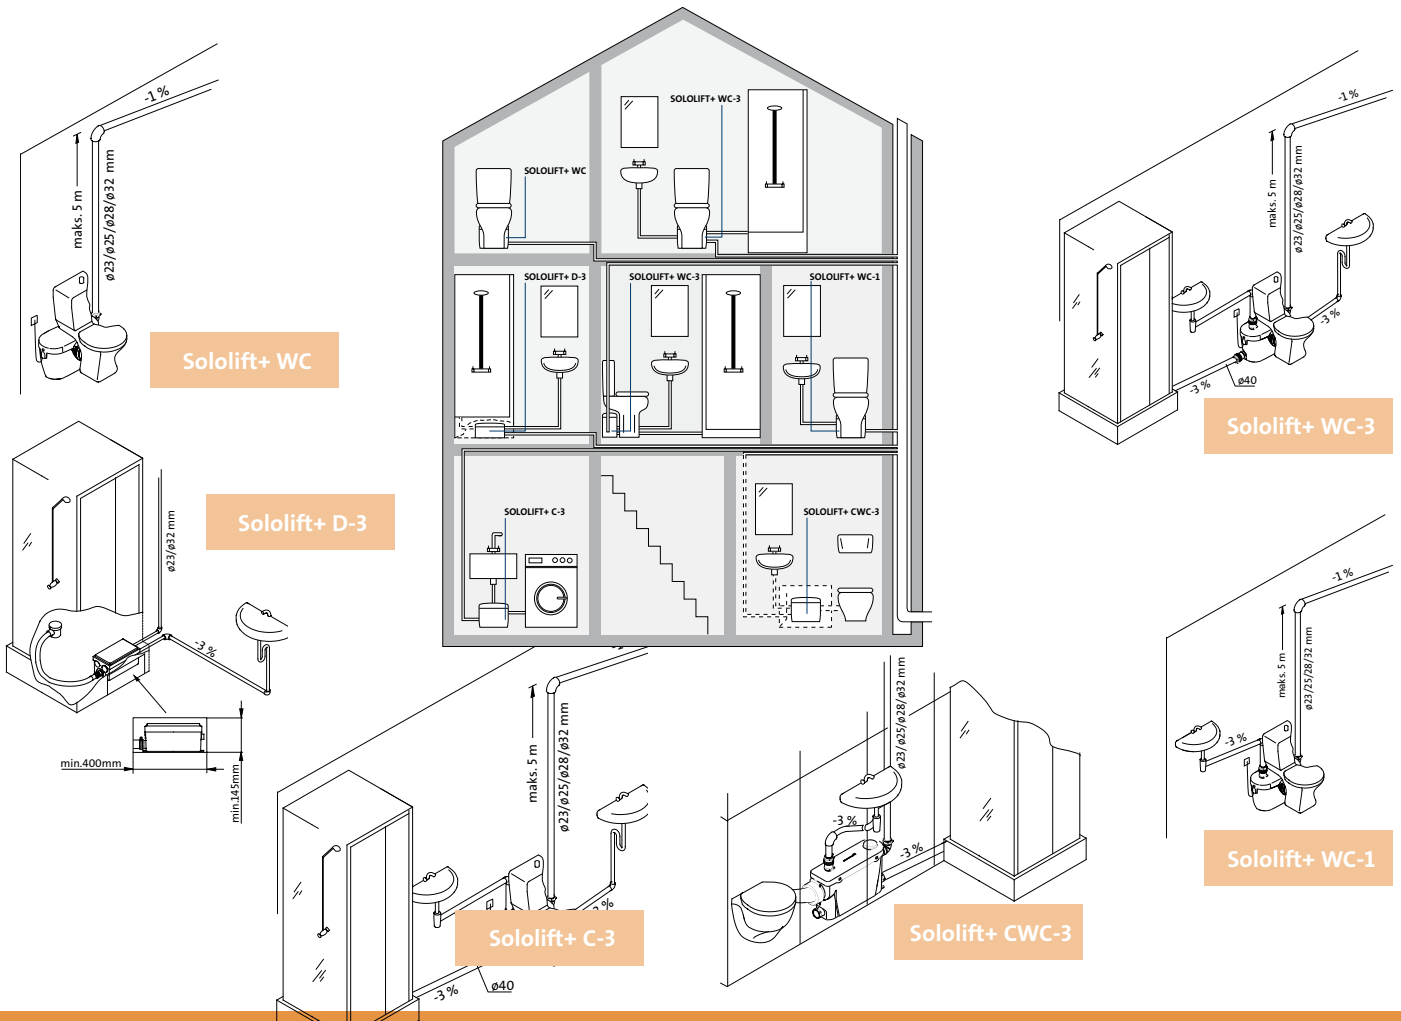 -1 %
maks. 5 m
ø23/ø25/ø28/ø32 mm
Sololift+ WC
SOLOLIFT+ WC-3
SOLOLIFT+ WC
SOLOLIFT+ D-3
SOLOLIFT+ WC-3
SOLOLIFT+ WC-1
SOLOLIFT+ C-3
SOLOLIFT+ CWC-3
-1 %
maks. 5 m
ø23/ø25/ø28/ø32 mm
-3 %
-3 %
ø40
Sololift+ WC-3
Sololift+ D-3
ø23/ø32 mm
-3 %
min.400mm
min.145mm
maks. 5 m
ø23/ø25/ø28/ø32 mm
-3 %
ø40
Sololift+ C-3
ø23/ø25/ø28/ø32 mm
-3 %
-3 %
Sololift+ CWC-3
-1 %
maks. 5 m
ø23/25/28/32 mm
-3 %
Sololift+ WC-1